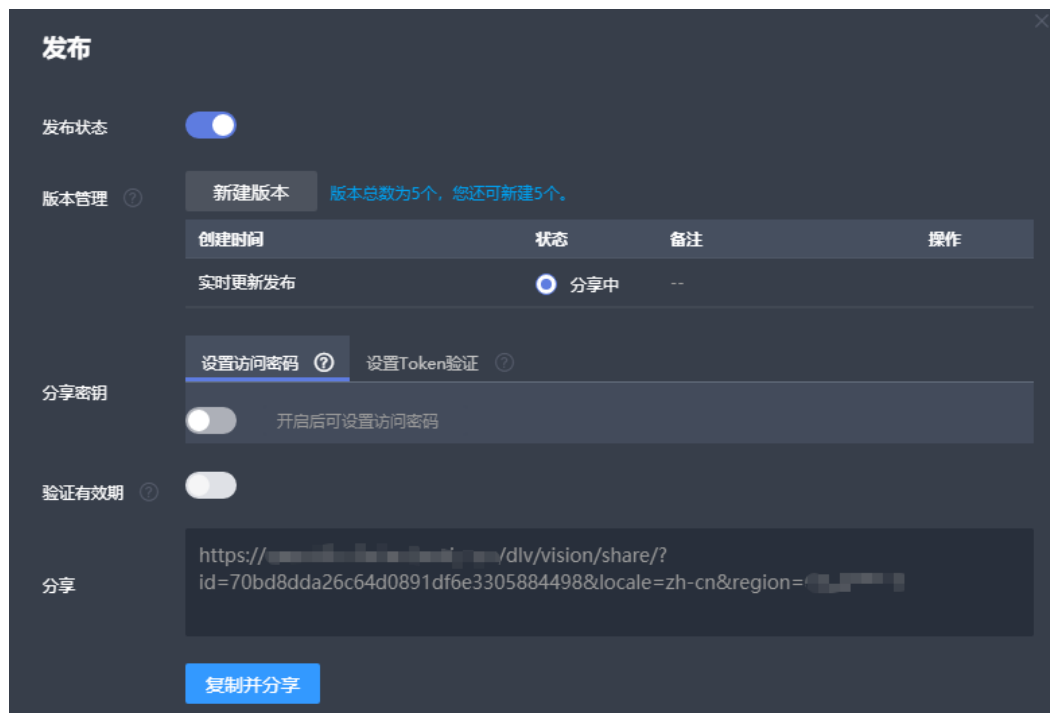 发布
发布状态
版本管理 ? 新建版本 版本总数为5个，您还可新建5个。
创建时间 状态 备注 操作
实时更新发布 分享中 --
设置访问密码 ? 设置Token验证 ?
分享密钥
开启后可设置访问密码
验证有效期 ?
https:// /dlv/vision/share/?
id=70bd8dda26c64d0891df6e3305884498&locale=zh-cn&region=
分享
复制并分享